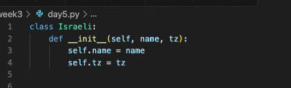 week3 > day5.py > ...
1 class Israeli:
2 def __init__(self, name, tz):
3 self.name = name
4 self.tz = tz
5
6